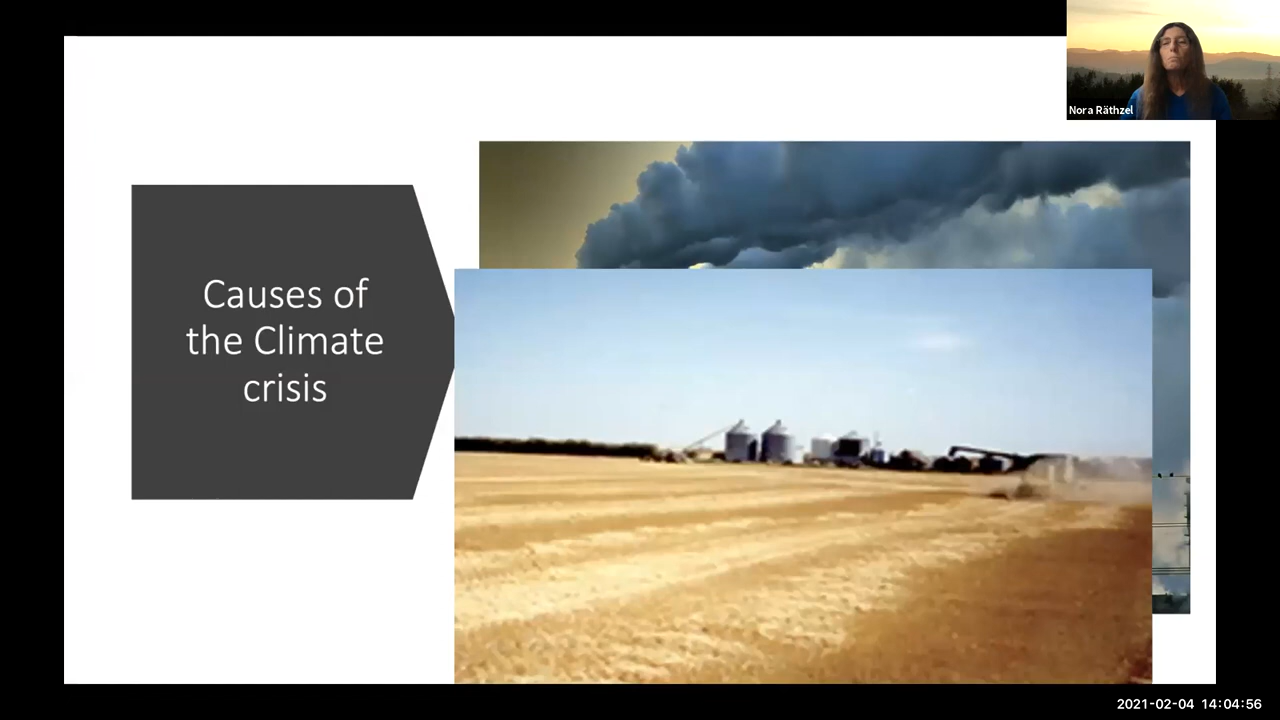 Nora Räthzel
Causes of
the Climate
crisis
2021-02-04 14:04:56